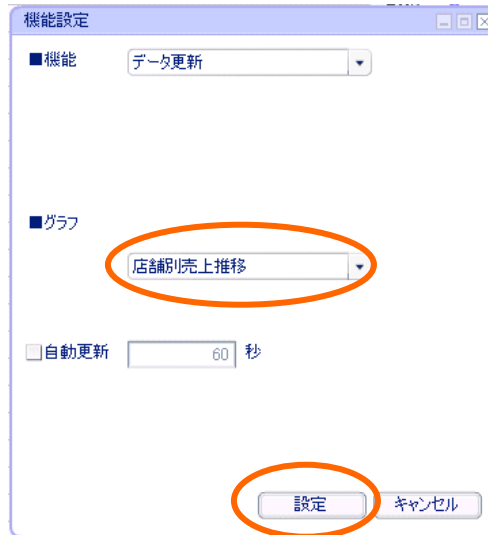 機能設定
■機能 データ更新
■グラフ
店舗別売上推移
自動更新 60 秒
設定 キャンセル